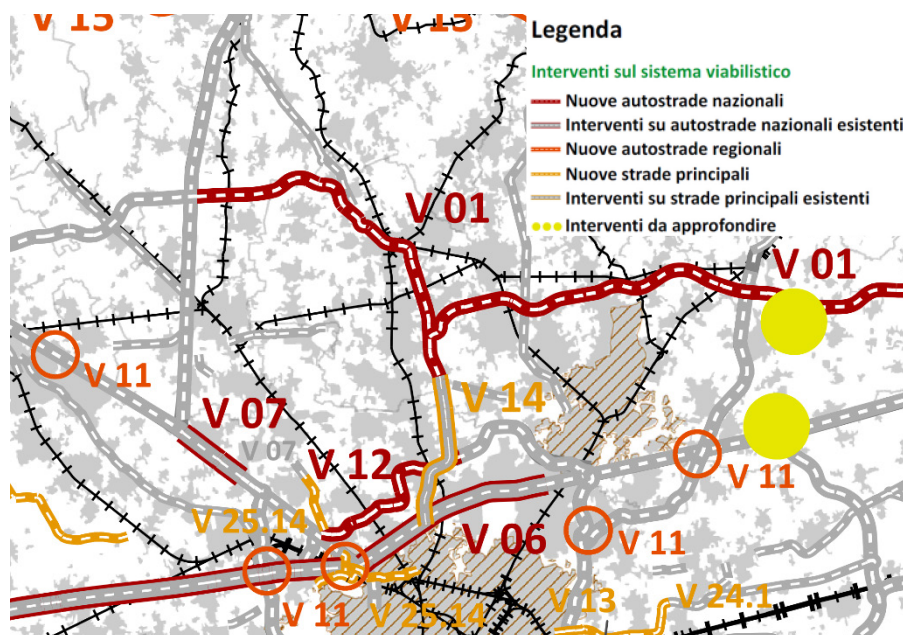 V 15
V 15
Legenda
Interventi sul sistema viabilistico
Nuove autostrade nazionali
Interventi su autostrade nazionali esistenti
Nuove autostrade regionali
Nuove strade principali
Interventi su strade principali esistenti
Interventi da approfondire
V 01
V 01
V 11
V 14
V 07
V 07
V 12
V 11
V 25.14
V 06
V 11
V 11
V 25.14
V 13
V 24.1